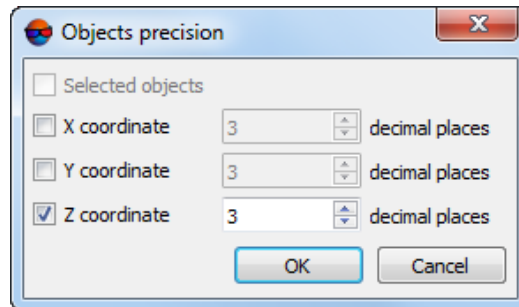 Objects precision
Selected objects
X coordinate 3 decimal places
Y coordinate 3 decimal places
Z coordinate 3 decimal places
OK Cancel